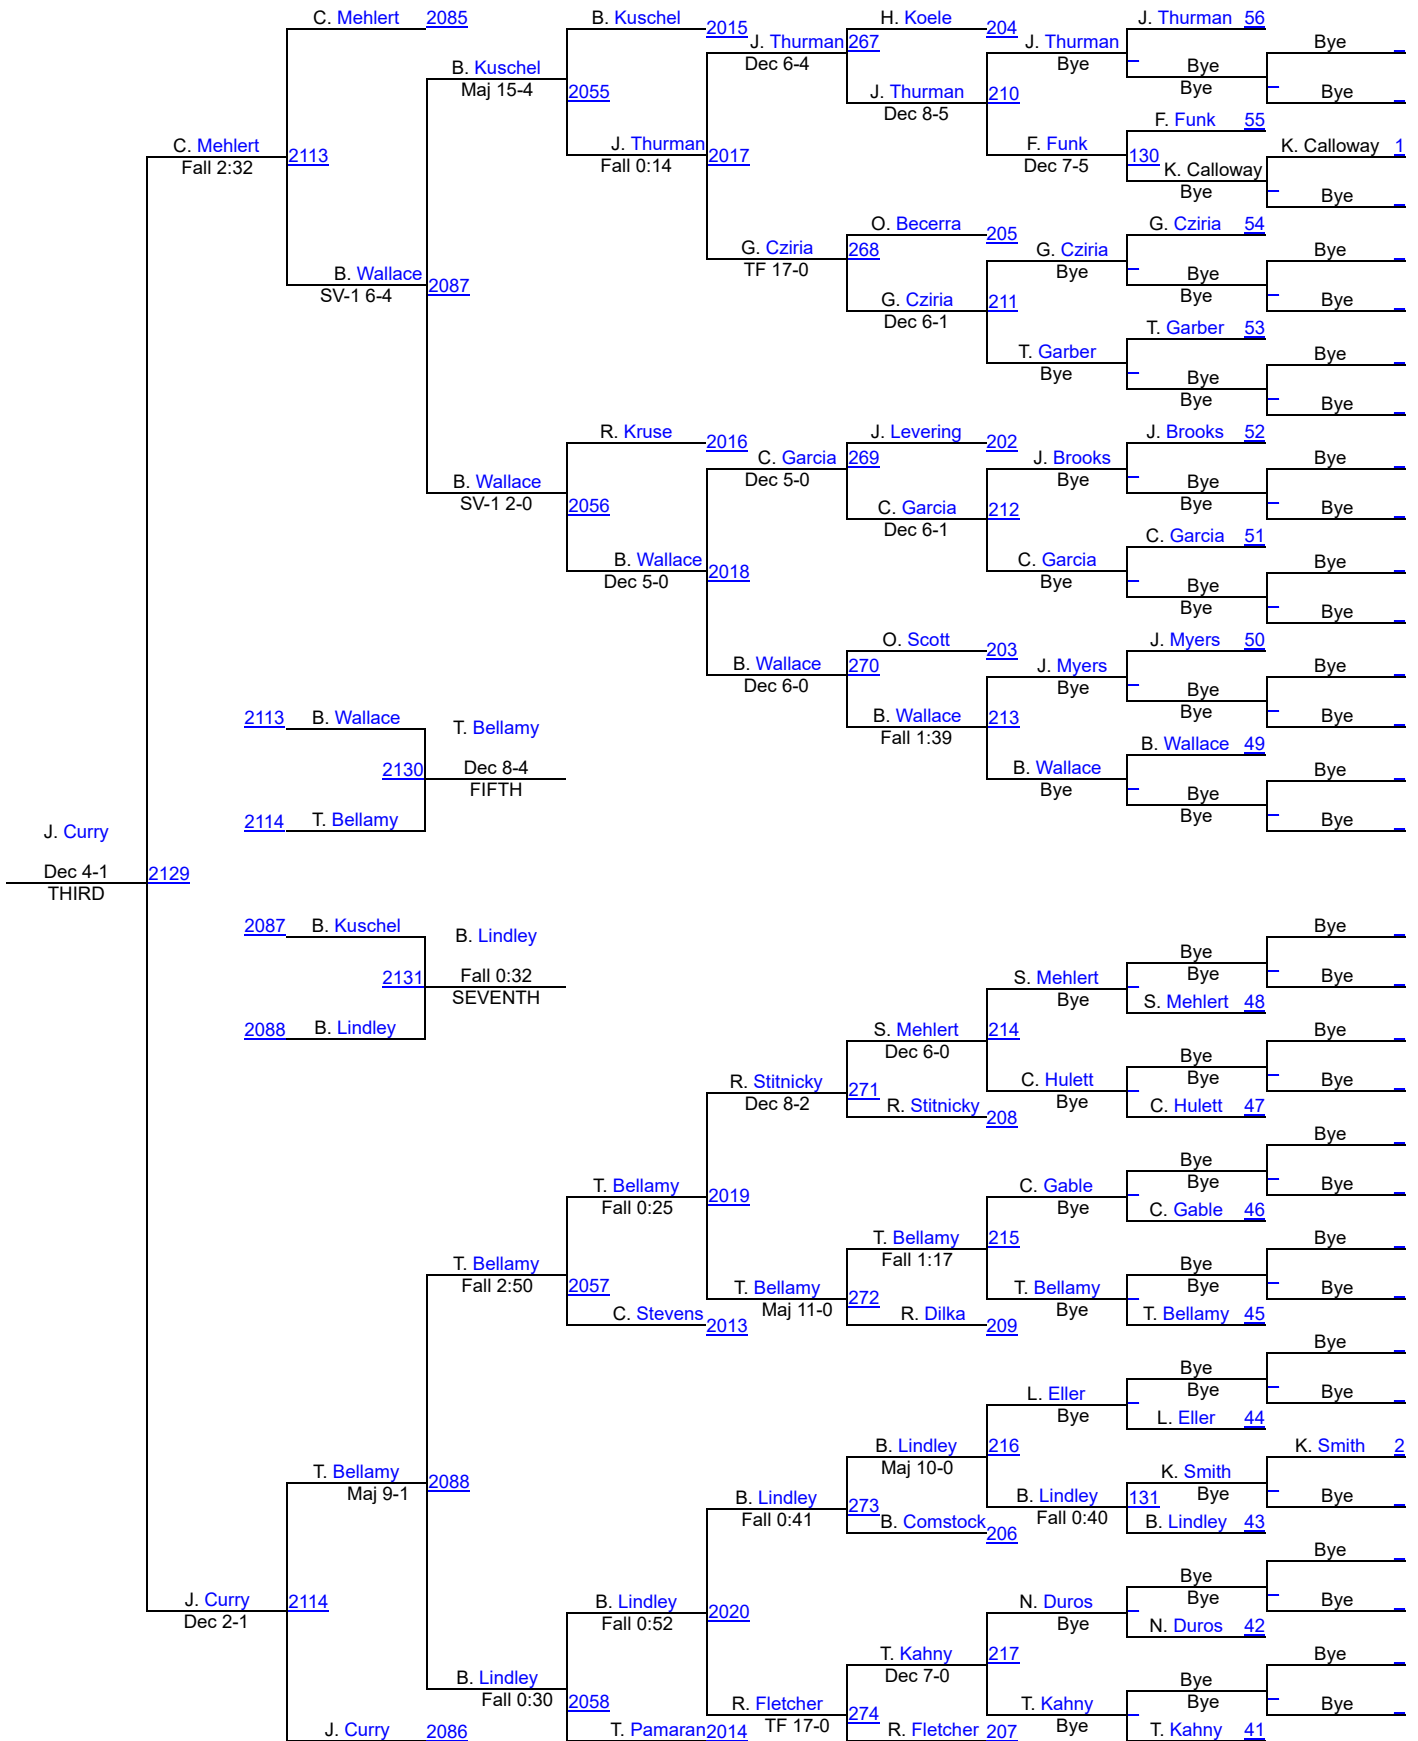 C. Mehlert 2085
B. Kuschel 2015
H. Koele 204
J. Thurman 56
J. Thurman 267
Dec 6-4
J. Thurman
Bye
Bye
Bye
Bye
B. Kuschel
Maj 15-4
2055
J. Thurman 210
Dec 8-5
Bye
F. Funk 55
C. Mehlert
Fall 2:32
2113
J. Thurman 2017
Fall 0:14
F. Funk
Dec 7-5
130
K. Calloway
Bye
K. Calloway 1
Bye
O. Becerra 205
G. Cziria 54
G. Cziria 268
TF 17-0
G. Cziria
Bye
Bye
Bye
Bye
B. Wallace 2087
SV-1 6-4
G. Cziria 211
Dec 6-1
Bye
T. Garber 53
T. Garber
Bye
Bye
Bye
Bye
Bye
R. Kruse 2016
J. Levering 202
J. Brooks 52
C. Garcia 269
Dec 5-0
J. Brooks
Bye
Bye
Bye
Bye
B. Wallace
SV-1 2-0
2056
C. Garcia 212
Dec 6-1
Bye
C. Garcia 51
B. Wallace 2018
Dec 5-0
C. Garcia
Bye
Bye
Bye
Bye
Bye
O. Scott 203
J. Myers 50
B. Wallace 270
Dec 6-0
J. Myers
Bye
Bye
Bye
Bye
2113 B. Wallace
T. Bellamy
B. Wallace 213
Fall 1:39
Bye
B. Wallace 49
2130 Dec 8-4
FIFTH
B. Wallace
Bye
Bye
Bye
Bye
2114 T. Bellamy
Bye
J. Curry
Dec 4-1
THIRD
2129
2087 B. Kuschel
B. Lindley
Bye
2131 Fall 0:32
SEVENTH
S. Mehlert
Bye
Bye
Bye
Bye
S. Mehlert 48
2088 B. Lindley
S. Mehlert 214
Dec 6-0
Bye
R. Stitnicky 271
Dec 8-2
C. Hulett
Bye
Bye
Bye
Bye
R. Stitnicky 208
C. Hulett 47
Bye
T. Bellamy 2019
Fall 0:25
C. Gable
Bye
Bye
Bye
Bye
C. Gable 46
T. Bellamy 215
Fall 1:17
Bye
T. Bellamy
Fall 2:50
2057
T. Bellamy 272
Maj 11-0
T. Bellamy
Bye
Bye
Bye
Bye
C. Stevens 2013
R. Dilka 209
T. Bellamy 45
Bye
L. Eller
Bye
Bye
Bye
Bye
L. Eller 44
T. Bellamy 2088
Maj 9-1
B. Lindley 216
Maj 10-0
K. Smith 2
B. Lindley 273
Fall 0:41
B. Lindley
Fall 0:40
131
K. Smith
Bye
Bye
B. Comstock 206
B. Lindley 43
Bye
J. Curry 2114
Dec 2-1
B. Lindley 2020
Fall 0:52
N. Duros
Bye
Bye
Bye
Bye
N. Duros 42
T. Kahny 217
Dec 7-0
Bye
B. Lindley
Fall 0:30
2058
R. Fletcher 274
TF 17-0
T. Kahny
Bye
Bye
Bye
Bye
J. Curry 2086
T. Pamaran 2014
R. Fletcher 207
T. Kahny 41